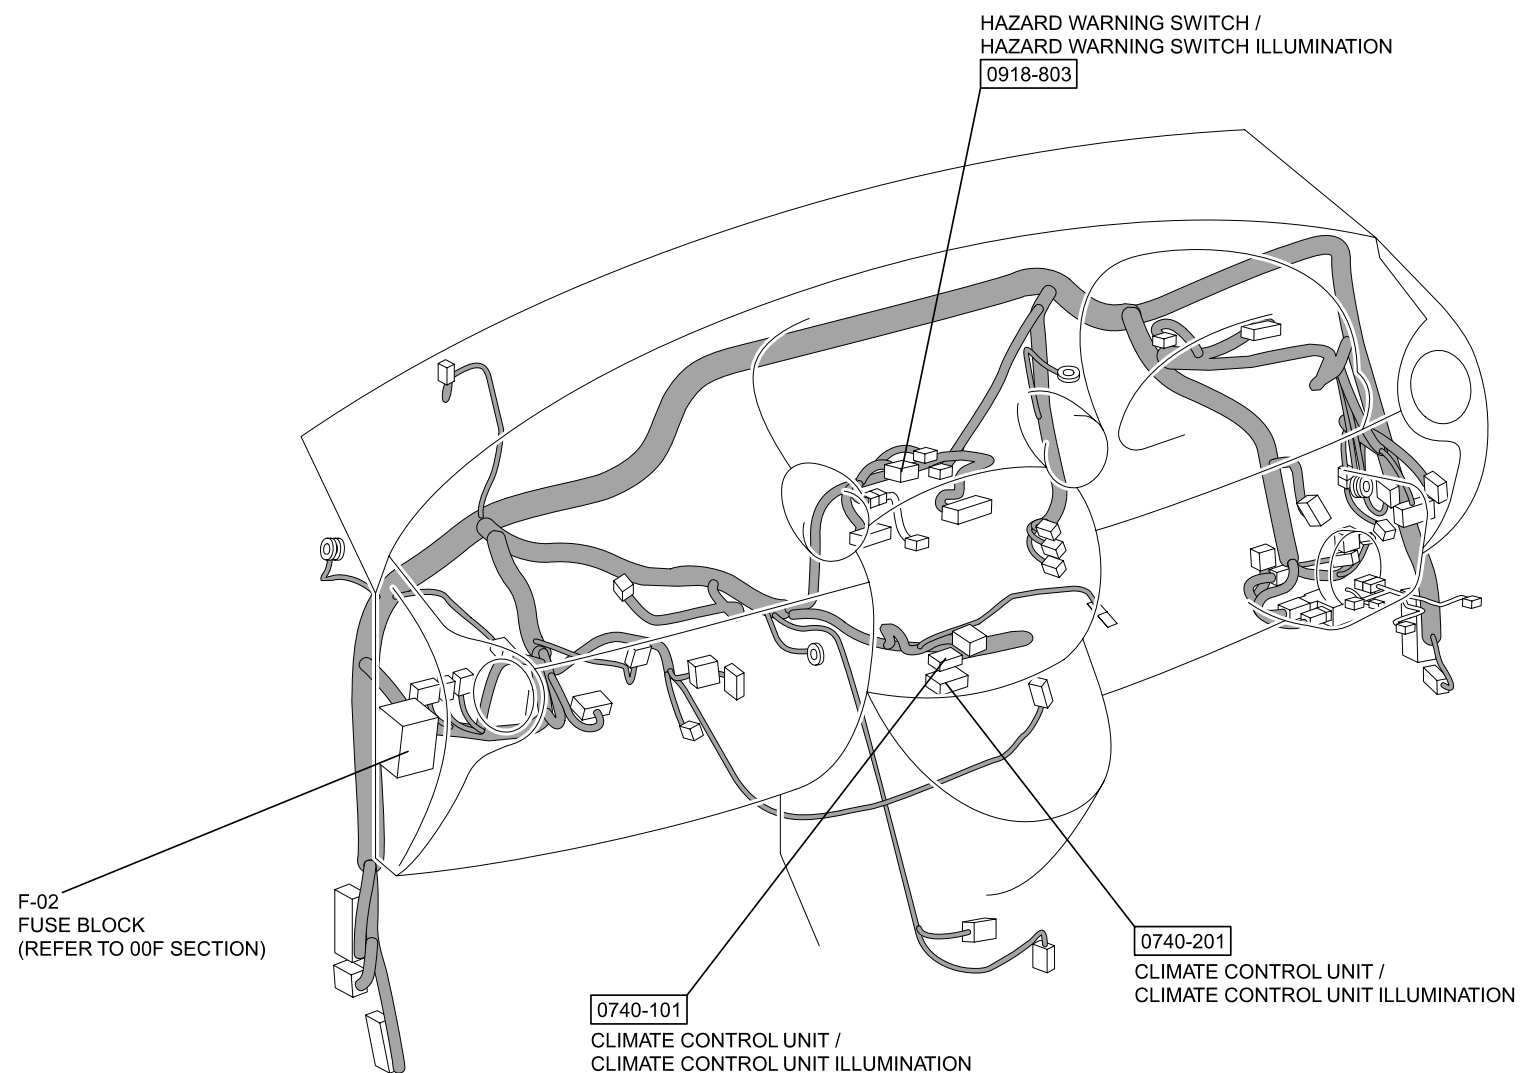 HAZARD WARNING SWITCH /
HAZARD WARNING SWITCH ILLUMINATION
0918-803
F-02
FUSE BLOCK
(REFER TO 00F SECTION)
0740-101
CLIMATE CONTROL UNIT /
CLIMATE CONTROL UNIT ILLUMINATION
0740-201
CLIMATE CONTROL UNIT /
CLIMATE CONTROL UNIT ILLUMINATION